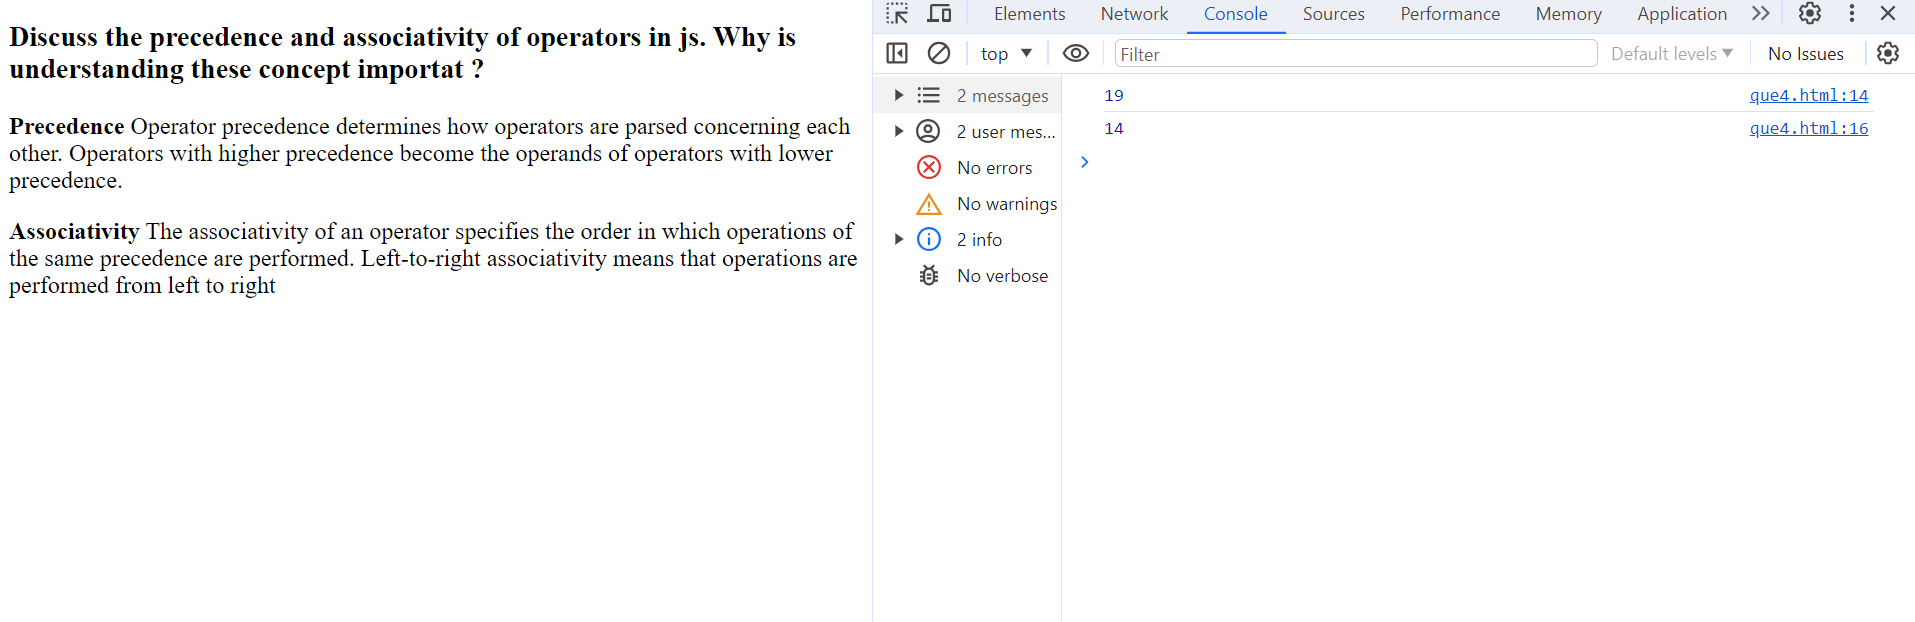 Discuss the precedence and associativity of operators in js. Why is
understanding these concept importat ?
Precedence Operator precedence determines how operators are parsed concerning each
other. Operators with higher precedence become the operands of operators with lower
precedence.
Associativity The associativity of an operator specifies the order in which operations of
the same precedence are performed. Left-to-right associativity means that operations are
performed from left to right
Elements Network Console Sources Performance Memory Application
top Filter Default levels No Issues
2 messages
2 user mes...
No errors
No warnings
2 info
No verbose
19 que4.html:14
14 que4.html:16